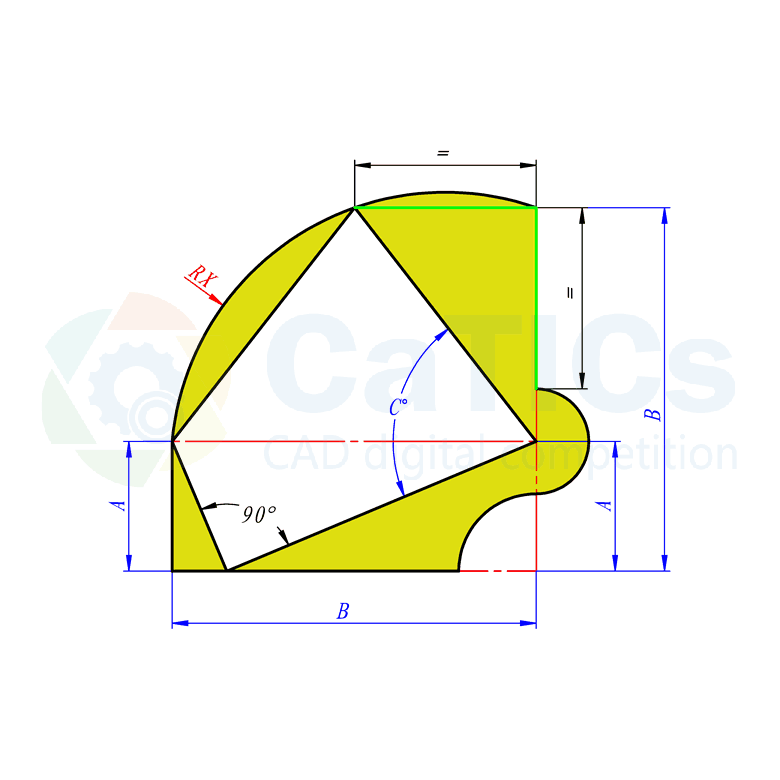 =
RX
=
CaTICs
C°
B
CAD digital competition
A
A
90°
B